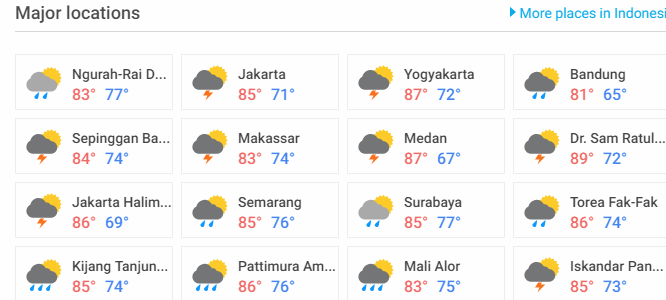 Major locations
More places in Indonesi
Ngurah-Rai D...
83° 77°
Jakarta
85° 71°
Yogyakarta
87° 72°
Bandung
81° 65°
Sepinggan Ba...
84° 74°
Makassar
83° 74°
Medan
87° 67°
Dr. Sam Ratul...
89° 72°
Jakarta Halim...
86° 69°
Semarang
85° 76°
Surabaya
85° 77°
Torea Fak-Fak
86° 74°
Kijang Tanjun...
85° 74°
Pattimura Am...
86° 76°
Mali Alor
83° 75°
Iskandar Pan...
85° 73°